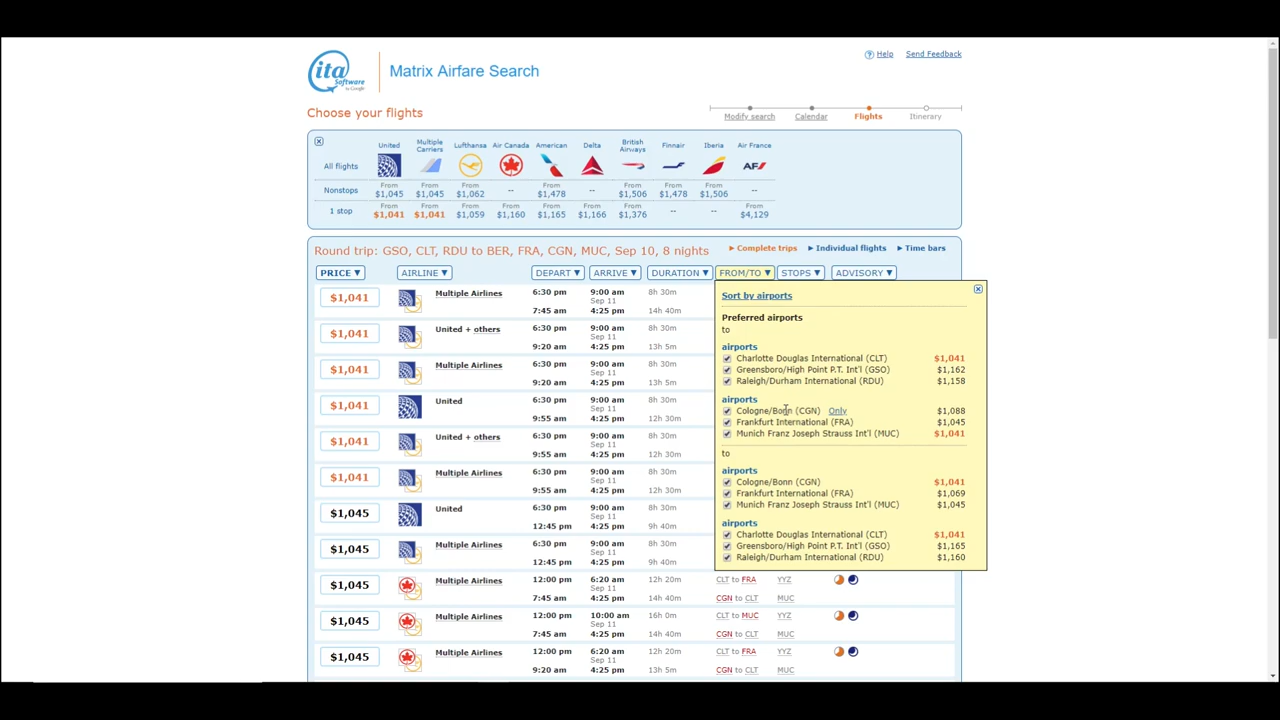 Help Send Feedback
ita Software by Google
Matrix Airfare Search
Choose your flights
Modify search Calendar Flights Itinerary
United Multiple Carriers Lufthansa Air Canada American Delta British Airways Finnair Iberia Air France
All flights AF
Nonstops From $1,045 From $1,045 From $1,062 -- From $1,478 -- From $1,506 From $1,478 From $1,506 --
1 stop From $1,041 From $1,041 From $1,059 From $1,160 From $1,165 From $1,166 From $1,376 -- -- From $4,129
Round trip: GSO, CLT, RDU to BER, FRA, CGN, MUC, Sep 10, 8 nights Complete trips Individual flights Time bars
PRICE AIRLINE DEPART ARRIVE DURATION FROM/TO STOPS ADVISORY
$1,041 Multiple Airlines 6:30 pm 9:00 am Sep 11 8h 30m
7:45 am 4:25 pm 14h 40m
$1,041 United + others 6:30 pm 9:00 am Sep 11 8h 30m
9:20 am 4:25 pm 13h 5m
$1,041 Multiple Airlines 6:30 pm 9:00 am Sep 11 8h 30m
9:20 am 4:25 pm 13h 5m
$1,041 United 6:30 pm 9:00 am Sep 11 8h 30m
9:55 am 4:25 pm 12h 30m
$1,041 United + others 6:30 pm 9:00 am Sep 11 8h 30m
9:55 am 4:25 pm 12h 30m
$1,041 Multiple Airlines 6:30 pm 9:00 am Sep 11 8h 30m
9:55 am 4:25 pm 12h 30m
$1,045 United 6:30 pm 9:00 am Sep 11 8h 30m
12:45 pm 4:25 pm 9h 40m
$1,045 Multiple Airlines 6:30 pm 9:00 am Sep 11 8h 30m
12:45 pm 4:25 pm 9h 40m
$1,045 Multiple Airlines 12:00 pm 6:20 am Sep 11 12h 20m CLT to FRA YYZ
7:45 am 4:25 pm 14h 40m CGN to CLT MUC
$1,045 Multiple Airlines 12:00 pm 10:00 am Sep 11 16h 0m CLT to MUC YYZ
7:45 am 4:25 pm 14h 40m CGN to CLT MUC
$1,045 Multiple Airlines 12:00 pm 6:20 am Sep 11 12h 20m CLT to FRA YYZ
9:20 am 4:25 pm 13h 5m CGN to CLT MUC
Sort by airports
Preferred airports
to
airports
Charlotte Douglas International (CLT) $1,041
Greensboro/High Point P.T. Int'l (GSO) $1,162
Raleigh/Durham International (RDU) $1,158
airports
Cologne/Bonn (CGN) Only $1,088
Frankfurt International (FRA) $1,045
Munich Franz Joseph Strauss Int'l (MUC) $1,041
to
airports
Cologne/Bonn (CGN) $1,041
Frankfurt International (FRA) $1,069
Munich Franz Joseph Strauss Int'l (MUC) $1,045
airports
Charlotte Douglas International (CLT) $1,041
Greensboro/High Point P.T. Int'l (GSO) $1,165
Raleigh/Durham International (RDU) $1,160